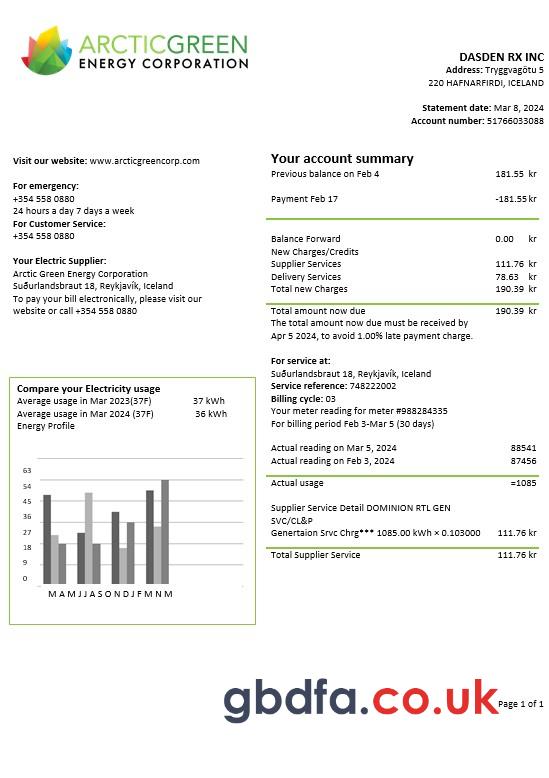 ARCTICGREEN
ENERGY CORPORATION
DASDEN RX INC
Address: Tryggvagötu 5
220 HAFNARFIRDI, ICELAND
Statement date: Mar 8, 2024
Account number: 51766033088
Visit our website: www.arcticgreencorp.com
For emergency:
+354 558 0880
24 hours a day 7 days a week
For Customer Service:
+354 558 0880
Your Electric Supplier:
Arctic Green Energy Corporation
Suðurlandsbraut 18, Reykjavík, Iceland
To pay your bill electronically, please visit our
website or call +354 558 0880
Compare your Electricity usage
Average usage in Mar 2023(37F) 37 kWh
Average usage in Mar 2024 (37F) 36 kWh
Energy Profile
63
54
45
36
27
18
9
0
M A M J J A S O N D J F M N M
Your account summary
Previous balance on Feb 4 181.55 kr
Payment Feb 17 -181.55 kr
Balance Forward 0.00 kr
New Charges/Credits
Supplier Services 111.76 kr
Delivery Services 78.63 kr
Total new Charges 190.39 kr
Total amount now due 190.39 kr
The total amount now due must be received by
Apr 5 2024, to avoid 1.00% late payment charge.
For service at:
Suðurlandsbraut 18, Reykjavík, Iceland
Service reference: 748222002
Billing cycle: 03
Your meter reading for meter #988284335
For billing period Feb 3-Mar 5 (30 days)
Actual reading on Mar 5, 2024 88541
Actual reading on Feb 3, 2024 87456
Actual usage =1085
Supplier Service Detail DOMINION RTL GEN
SVC/CL&P
Genertaion Srvc Chrg*** 1085.00 kWh × 0.103000 111.76 kr
Total Supplier Service 111.76 kr
gbdfa.co.uk
Page 1 of 1